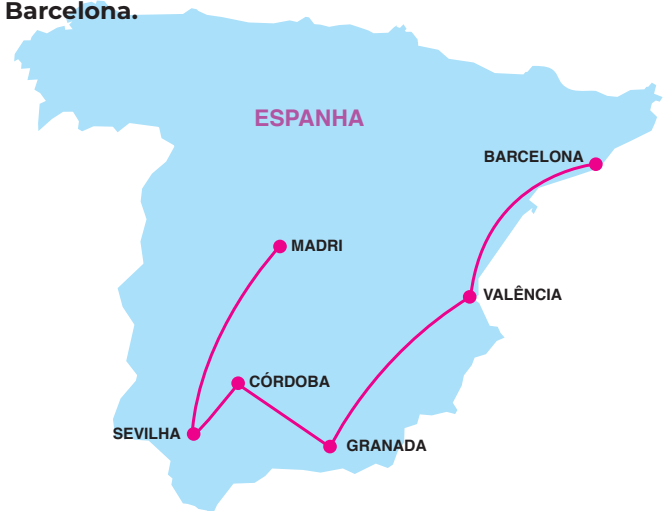 Barcelona.
ESPANHA
BARCELONA
MADRI
VALÊNCIA
CÓRDOBA
SEVILHA
GRANADA